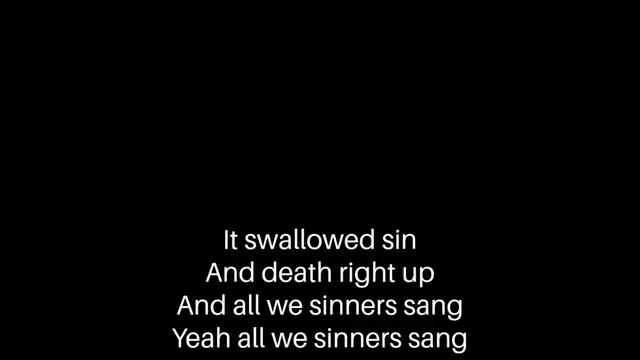 It swallowed sin
And death right up
And all we sinners sang
Yeah all we sinners sang